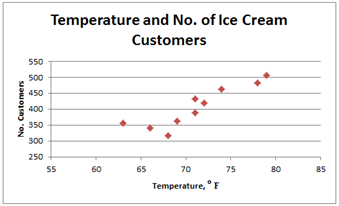 Temperature and No. of Ice Cream
Customers
No. Customers
550
500
450
400
350
300
250
55 60 65 70 75 80 85
Temperature, ° F